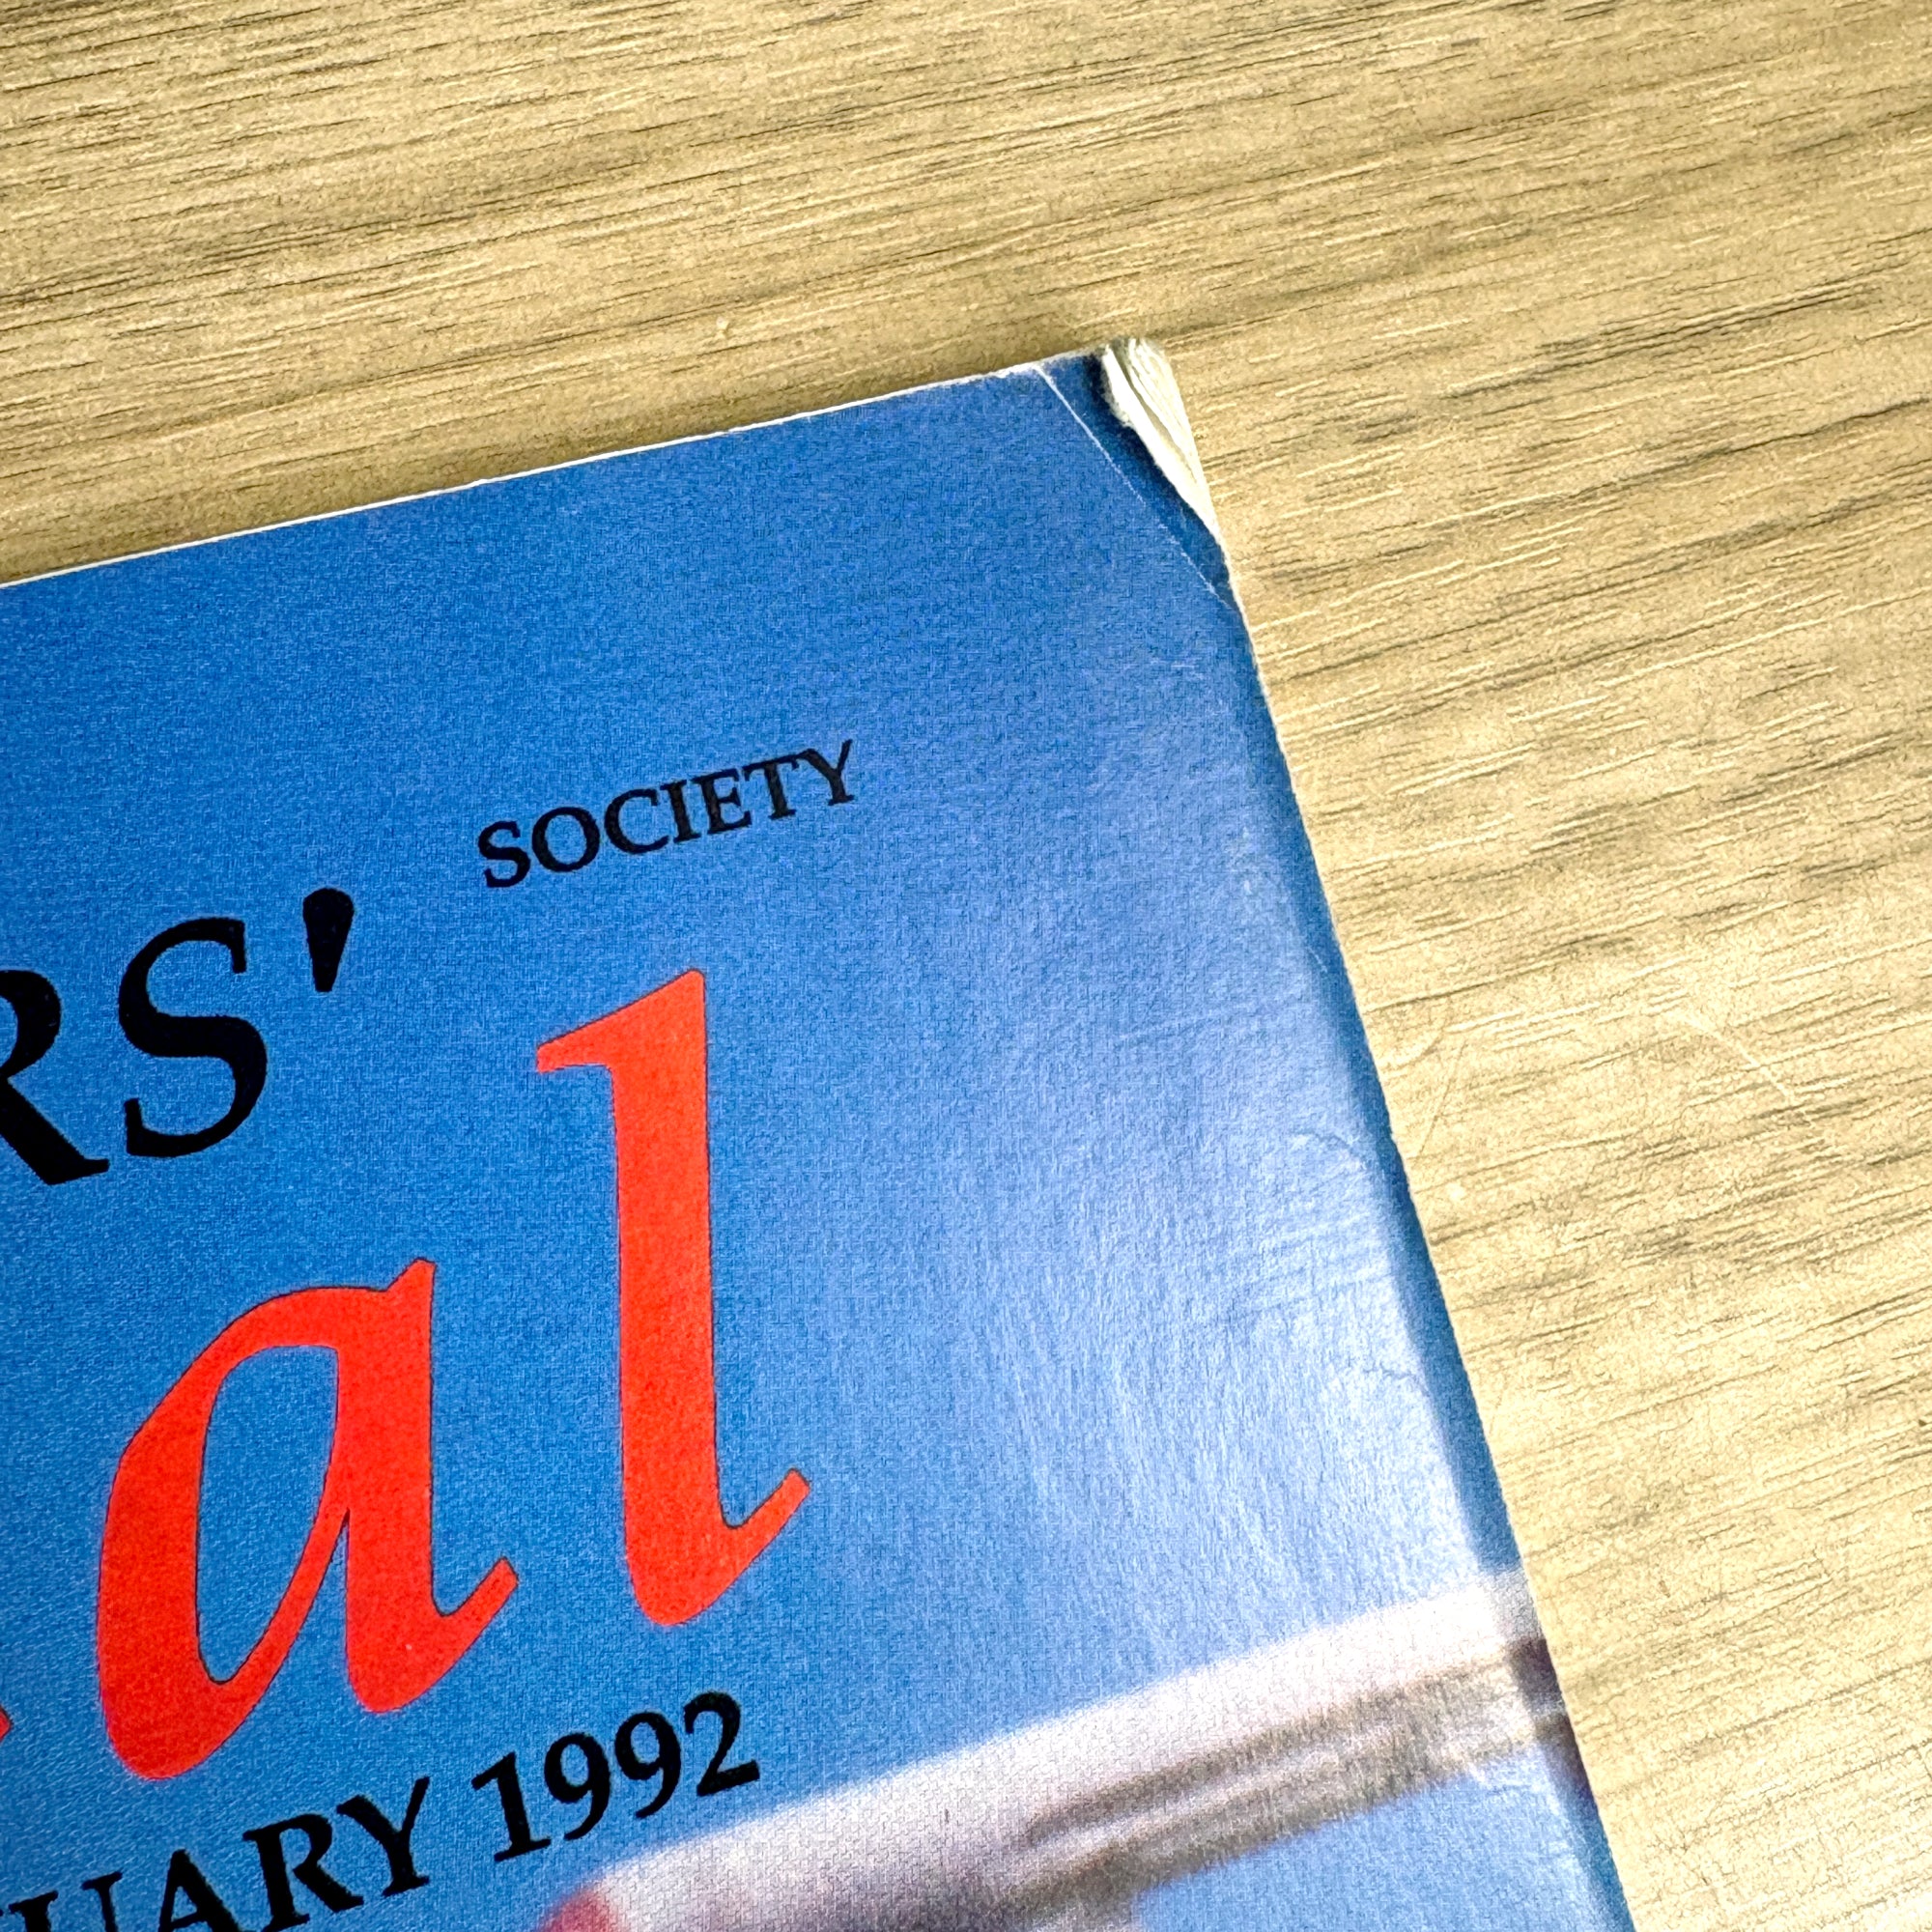 SOCIETY
RS'
al
UARY 1992